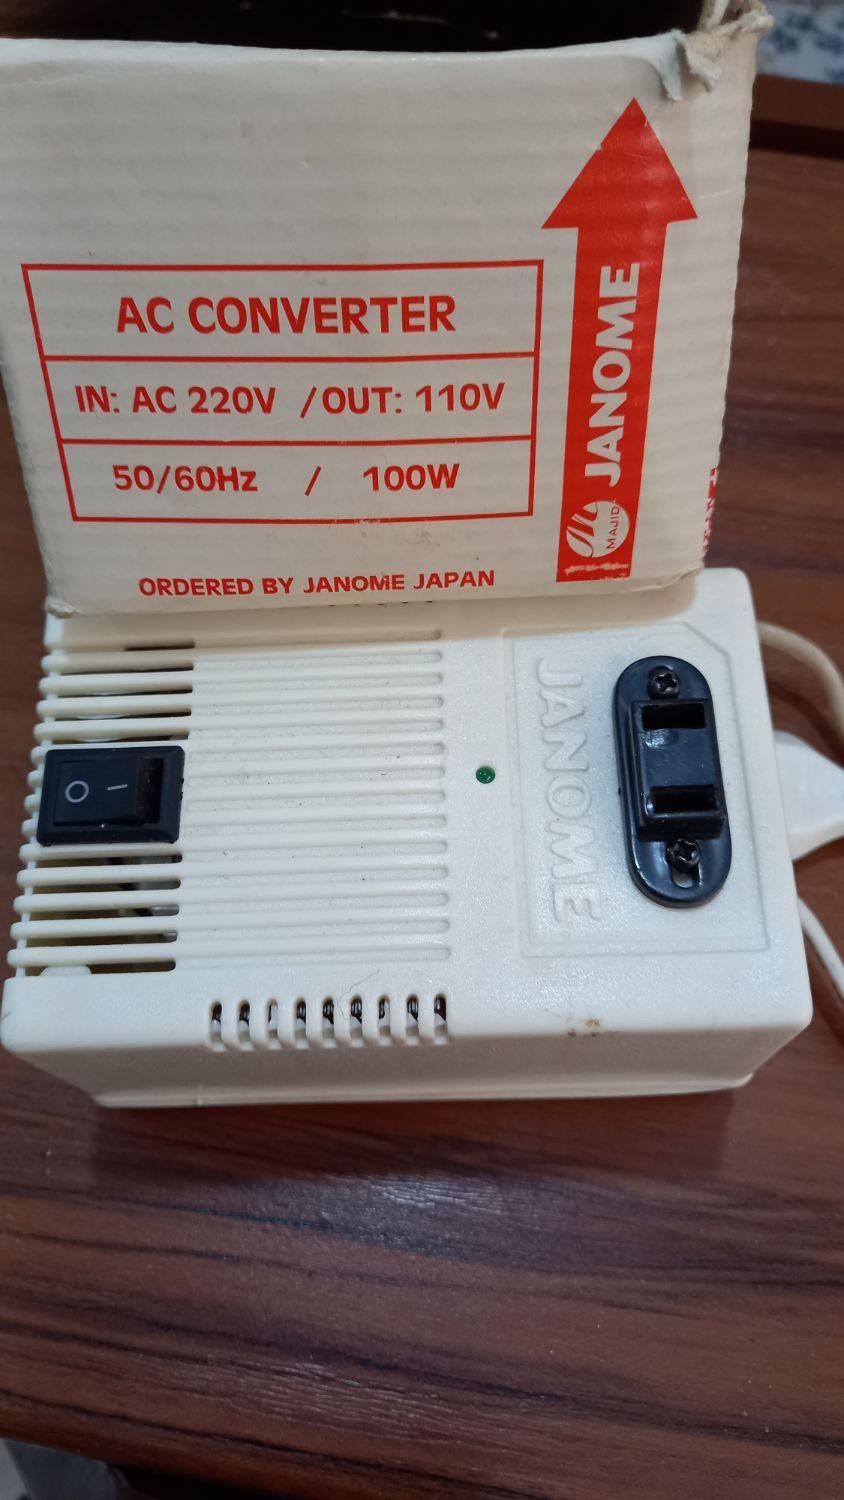 AC CONVERTER
IN: AC 220V / OUT: 110V
50/60Hz / 100W
ORDERED BY JANOME JAPAN
JANOME
MAJID
JANOME
O I